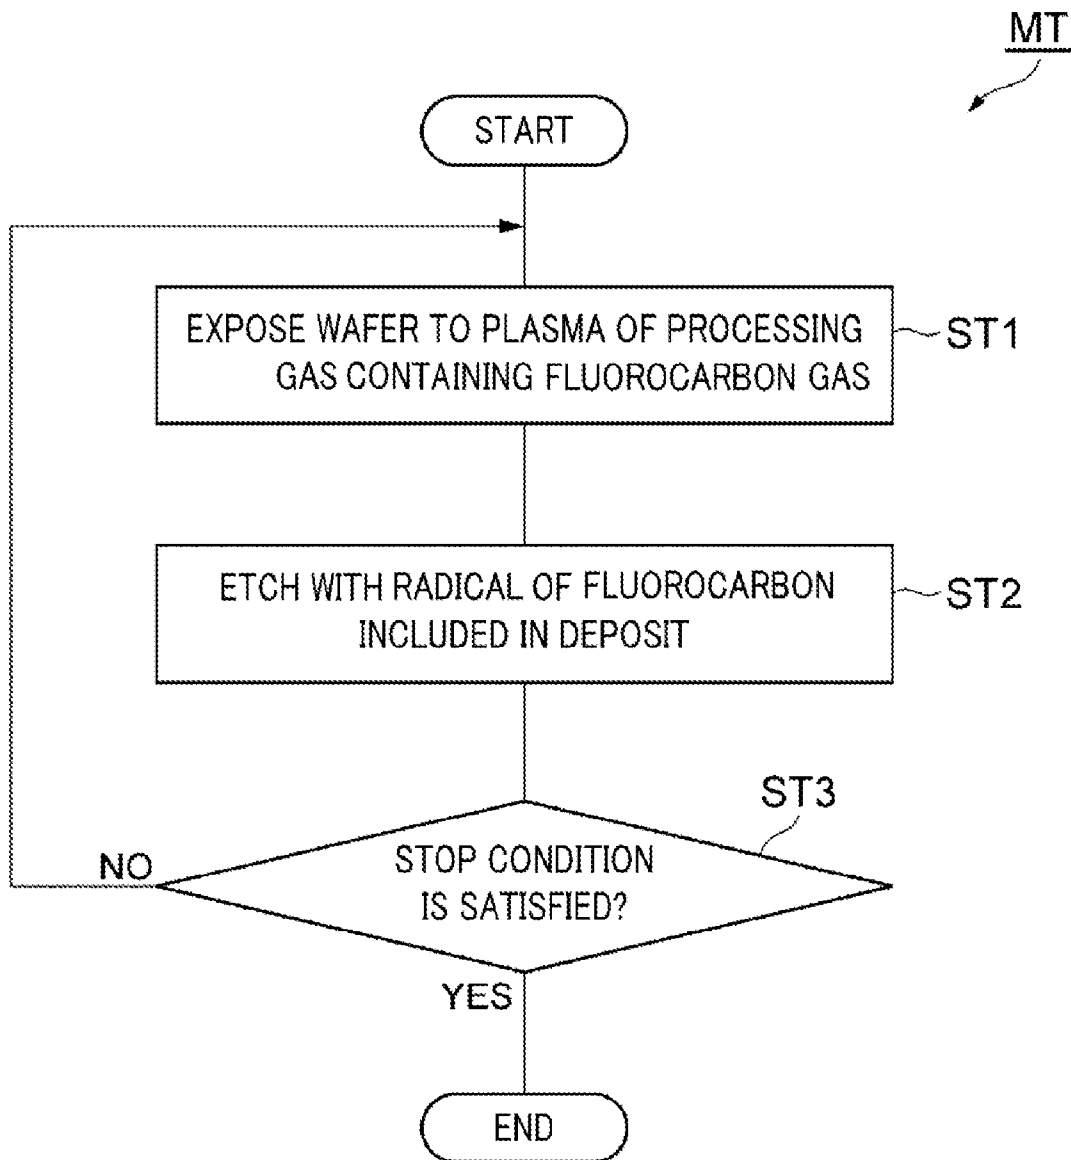 MT
START
EXPOSE WAFER TO PLASMA OF PROCESSING
GAS CONTAINING FLUOROCARBON GAS
ST1
ETCH WITH RADICAL OF FLUOROCARBON
INCLUDED IN DEPOSIT
ST2
ST3
STOP CONDITION
IS SATISFIED?
NO
YES
END